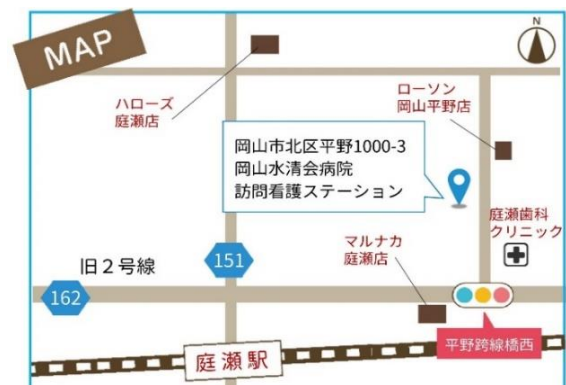 MAP
N
ハローズ
庭瀬店
ローソン
岡山平野店
岡山市北区平野1000-3
岡山水清会病院
訪問看護ステーション
庭瀬歯科
クリニック
マルナカ
庭瀬店
旧２号線
151
162
平野跨線橋西
庭瀬駅